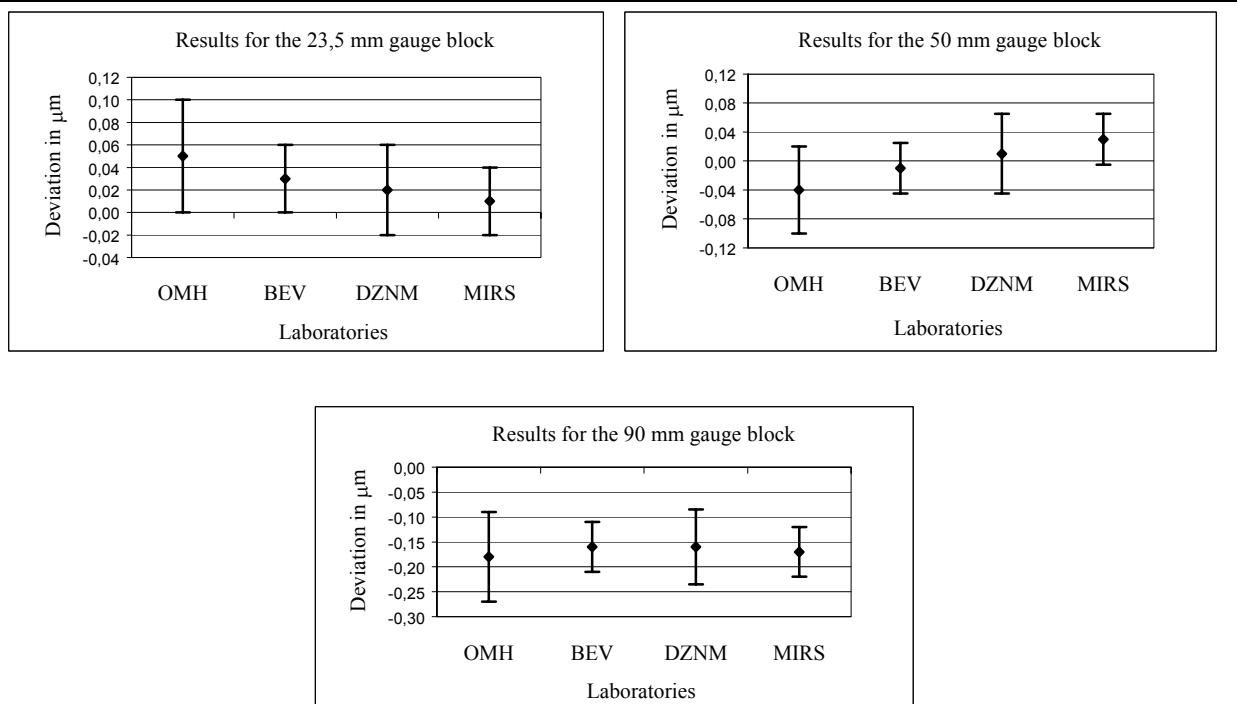 Results for the 23,5 mm gauge block
Deviation in μm
0,12
0,10
0,08
0,06
0,04
0,02
0,00
-0,02
-0,04
OMH BEV DZNM MIRS
Laboratories
Results for the 50 mm gauge block
Deviation in μm
0,12
0,08
0,04
0,00
-0,04
-0,08
-0,12
OMH BEV DZNM MIRS
Laboratories
Results for the 90 mm gauge block
Deviation in μm
0,00
-0,05
-0,10
-0,15
-0,20
-0,25
-0,30
OMH BEV DZNM MIRS
Laboratories